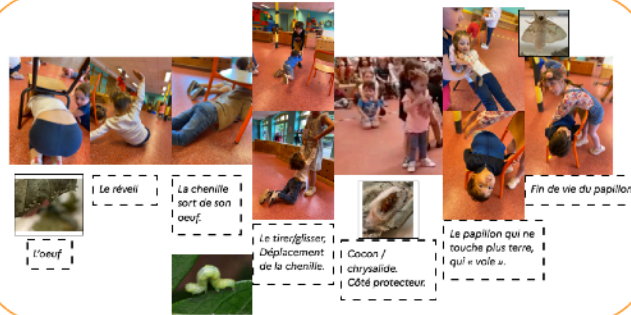 L'oeuf
Le réveil
La chenille
sort de son
oeuf.
Le tirer/glisser,
Déplacement
de la chenille.
Cocon /
chrysalide.
Côté protecteur.
Le papillon qui ne
touche plus terre,
qui « vole ».
Fin de vie du papillon